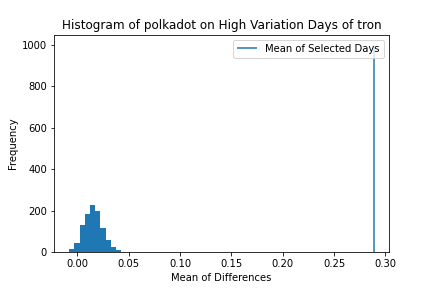 Histogram of polkadot on High Variation Days of tron
1000
800
600
400
200
0
Frequency
Mean of Selected Days
0.00 0.05 0.10 0.15 0.20 0.25 0.30
Mean of Differences